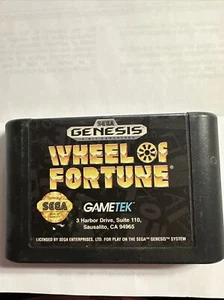 SEGA
GENESIS
WHEEL OF
FORTUNE®
SEGA
GAMETEK
3 Harbor Drive, Suite 110,
Sausalito, CA 94965
LICENSED BY SEGA ENTERPRISES, LTD. FOR PLAY ON THE SEGA™ GENESIS™ SYSTEM